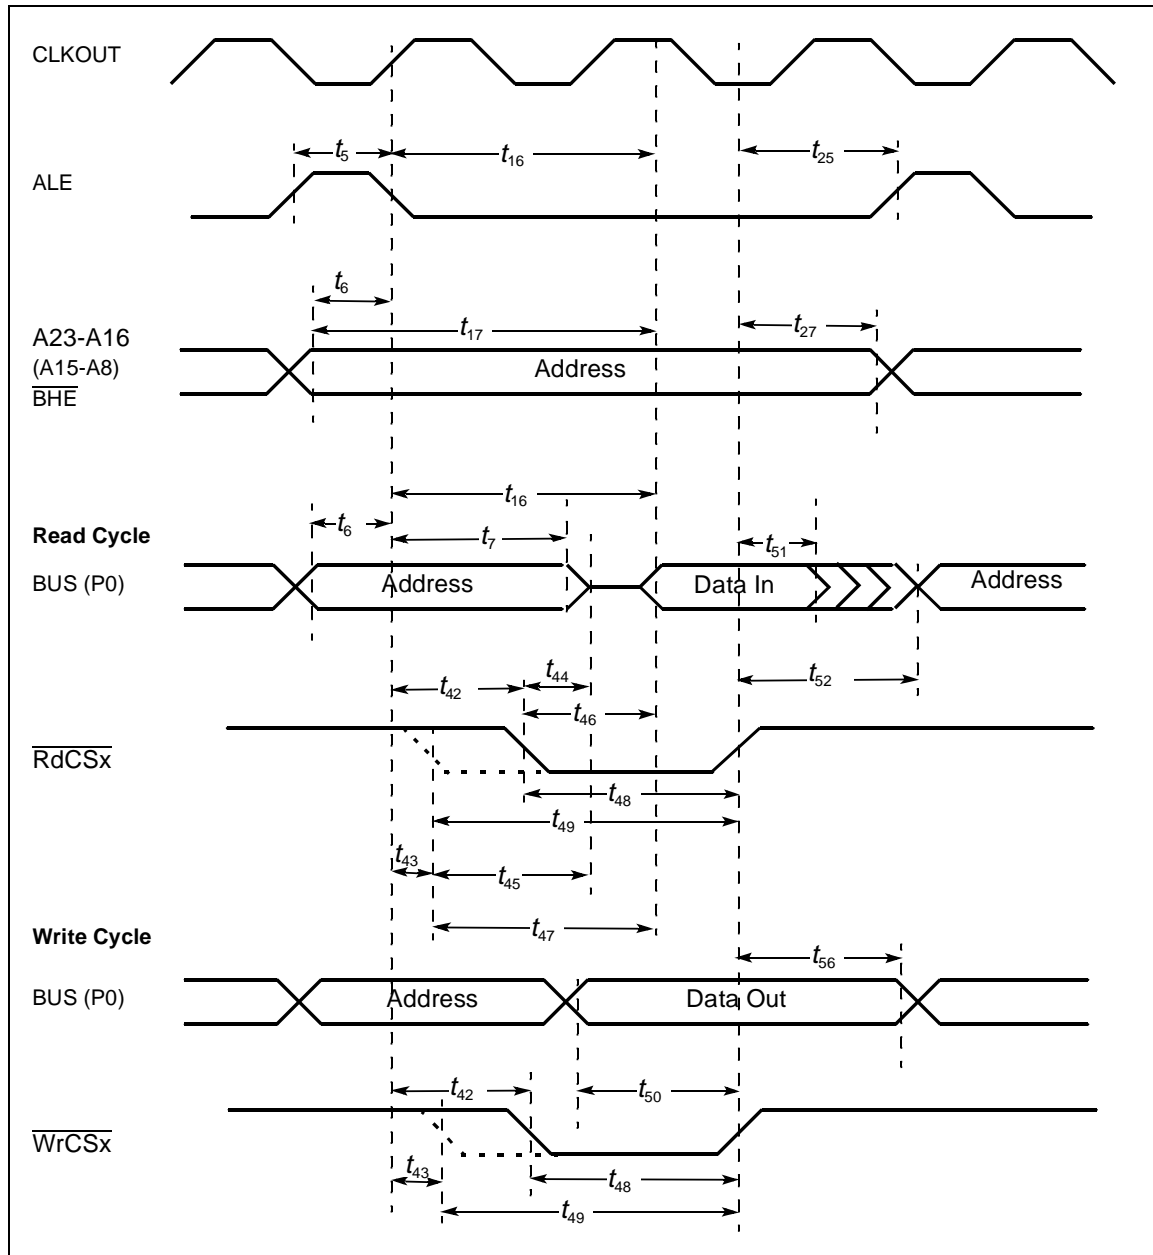 CLKOUT
t5
t16
t25
ALE
t6
t17
t27
A23-A16
(A15-A8)
BHE
Address
t16
t6
t7
t51
Read Cycle
BUS (P0)
Address
Data In
Address
t42
t44
t52
t46
RdCSx
t48
t49
t43
t45
t47
Write Cycle
t56
BUS (P0)
Address
Data Out
t42
t50
WrCSx
t43
t48
t49